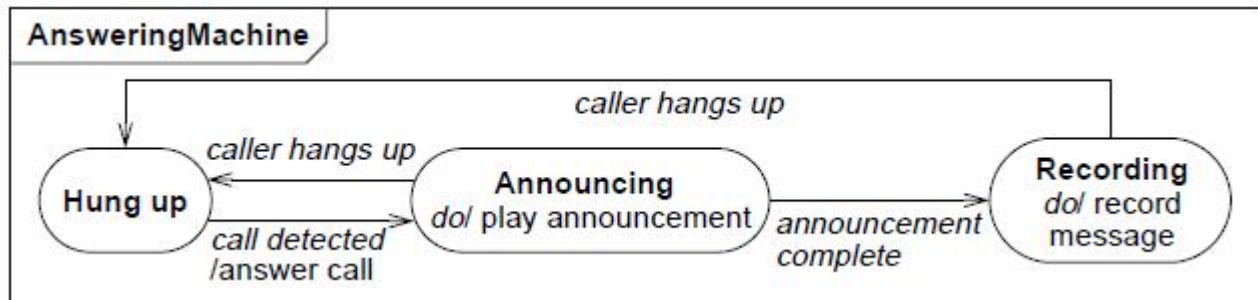 AnsweringMachine
caller hangs up
caller hangs up
Hung up
call detected
/answer call
Announcing
do/ play announcement
announcement
complete
Recording
do/ record
message